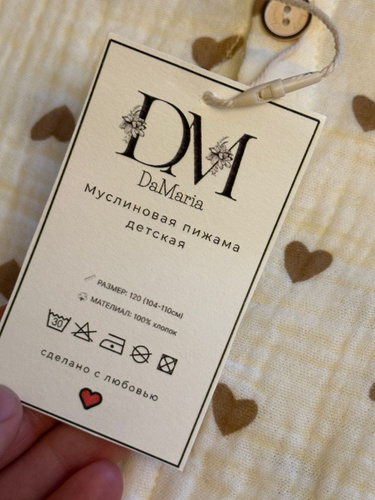 DM
DaMaria
Муслиновая пижама
детская
РАЗМЕР: 120 (104-110см)
МАТЕЛИАЛ: 100% хлопок
30
сделано с любовью